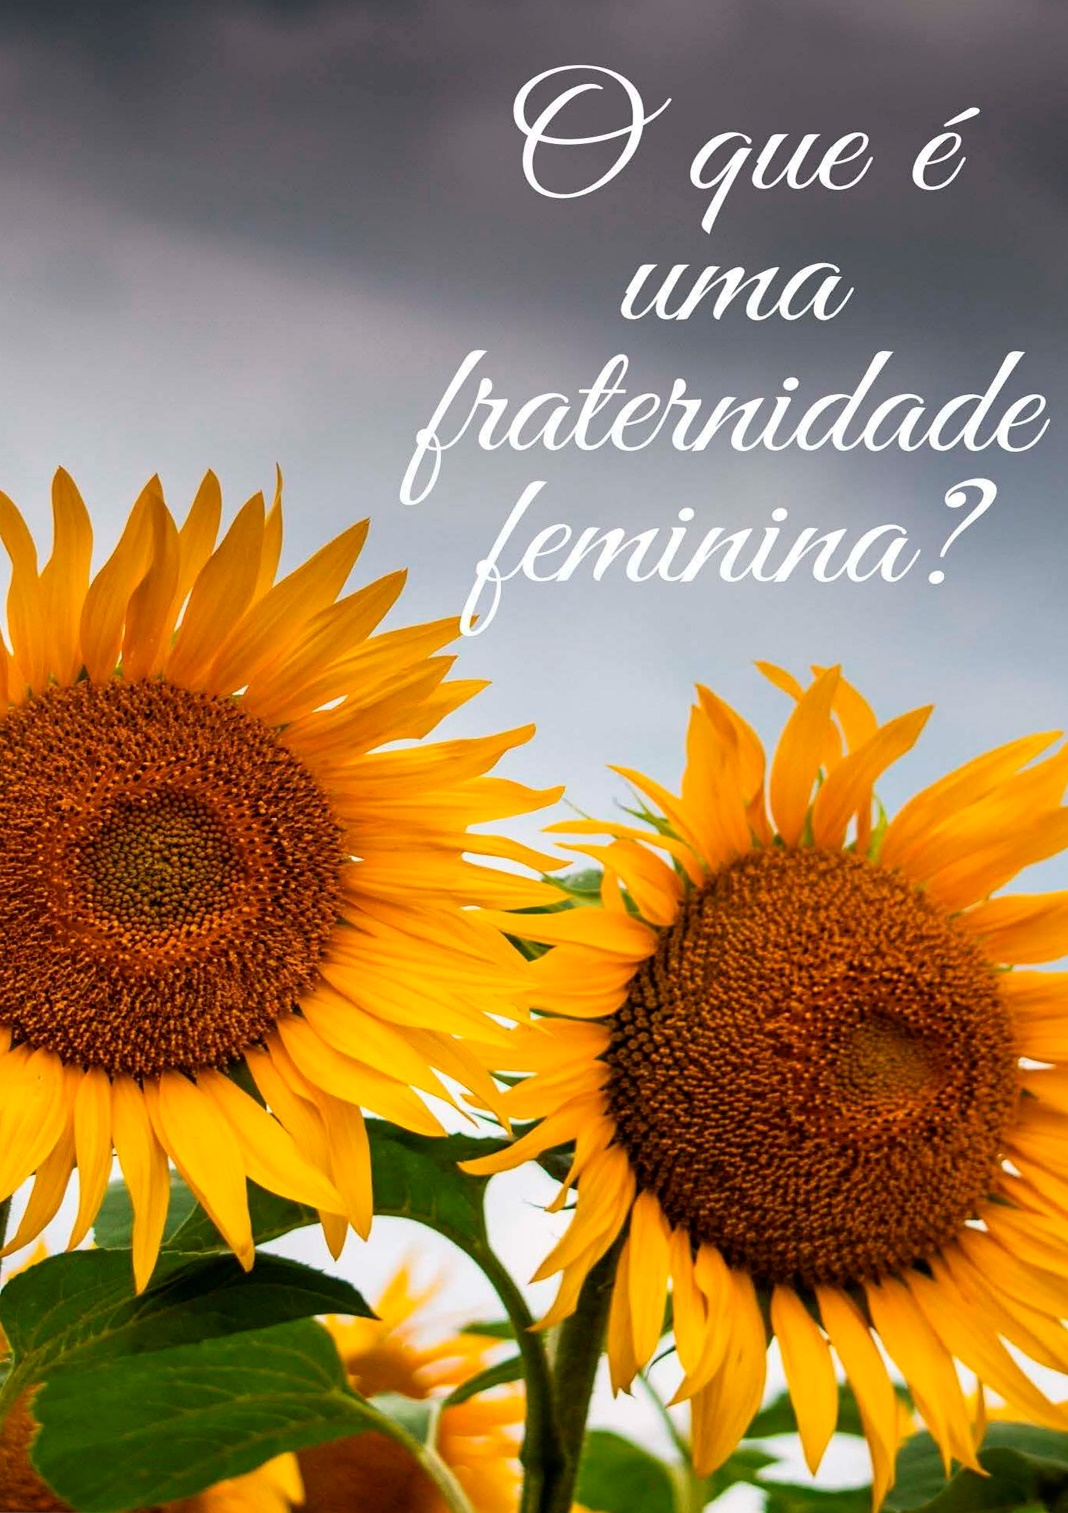 O que é
uma
fraternidade
feminina?